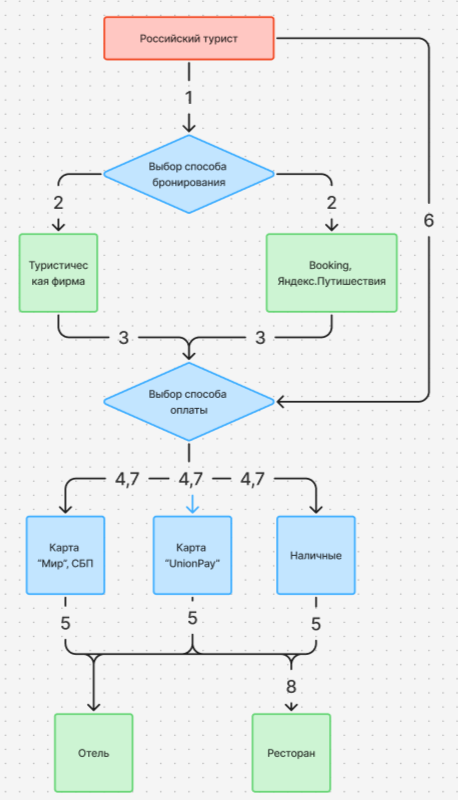 Российский турист
1
Выбор способа
бронирования
2
2
6
Туристичес
кая фирма
Booking,
Яндекс.Путишествия
3
3
Выбор способа
оплаты
4,7
4,7
4,7
Карта
"Мир", СБП
Карта
"UnionPay"
Наличные
5
5
5
8
Отель
Ресторан